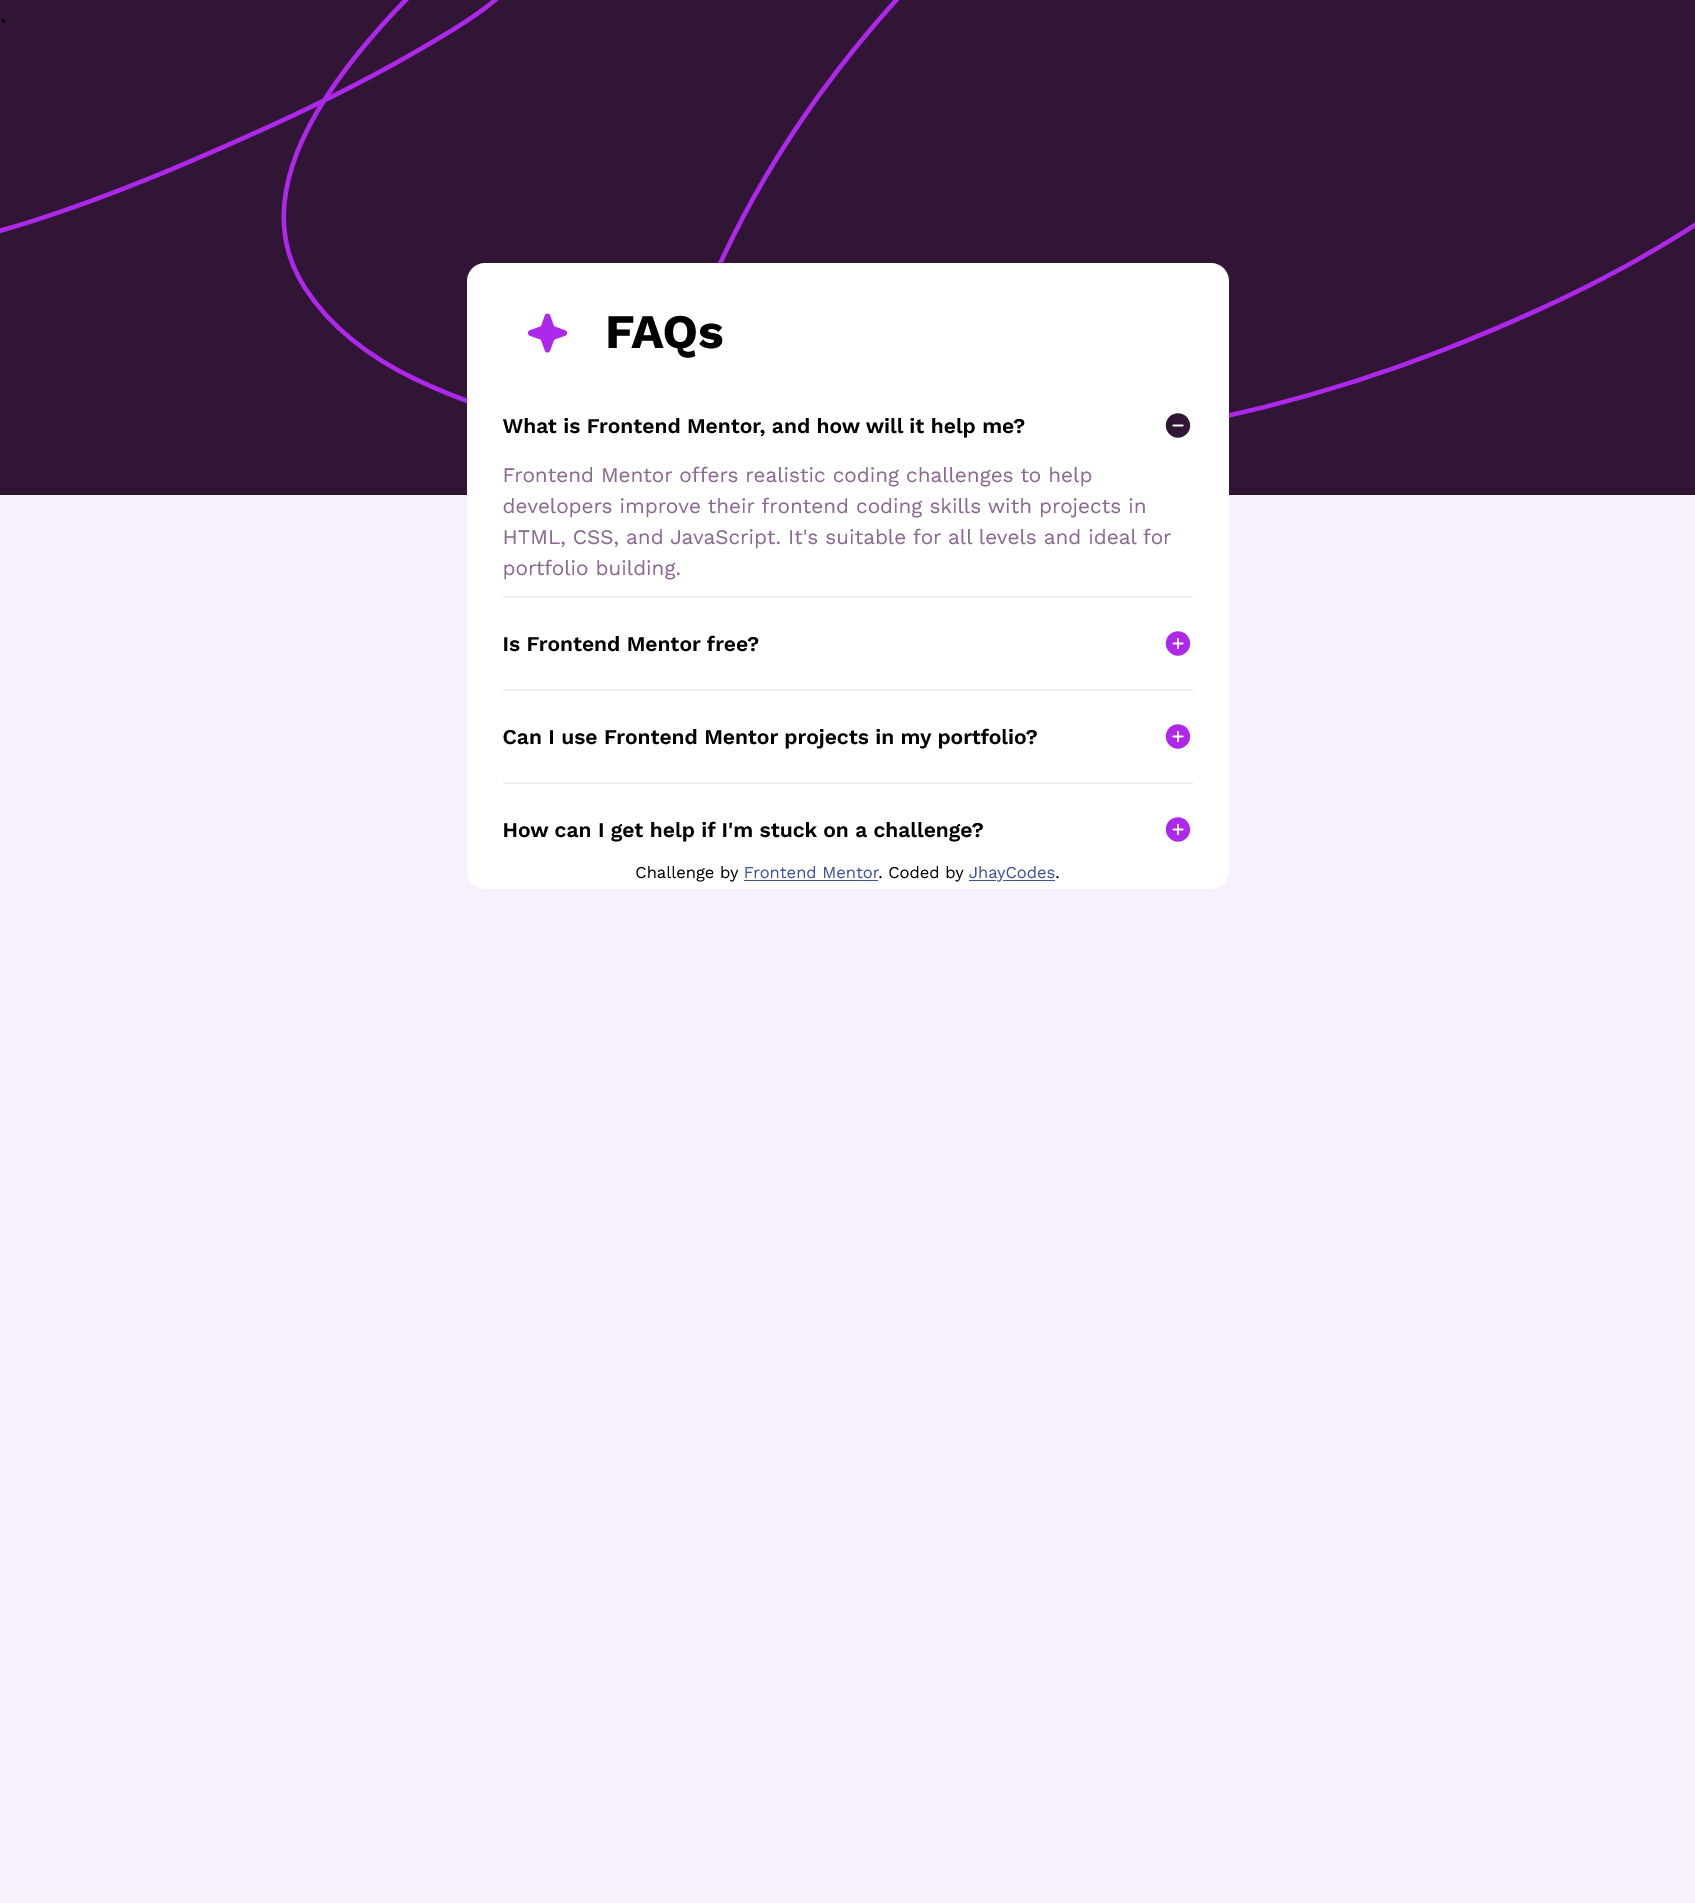 FAQs
What is Frontend Mentor, and how will it help me?
Frontend Mentor offers realistic coding challenges to help
developers improve their frontend coding skills with projects in
HTML, CSS, and JavaScript. It's suitable for all levels and ideal for
portfolio building.
Is Frontend Mentor free?
Can I use Frontend Mentor projects in my portfolio?
How can I get help if I'm stuck on a challenge?
Challenge by Frontend Mentor. Coded by JhayCodes.